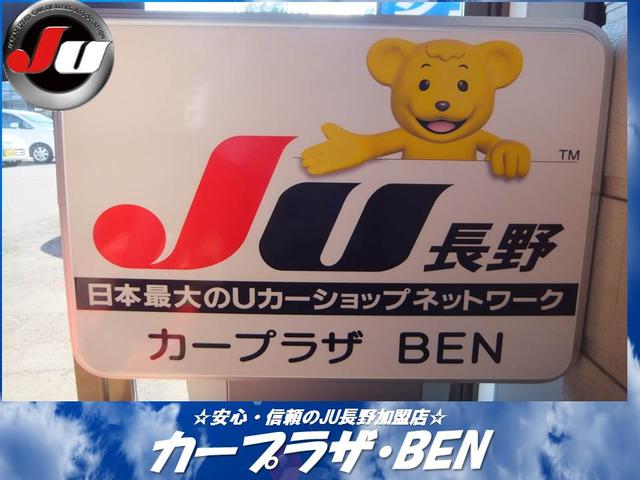 JU
JU
TM
長野
日本最大のUカーショップネットワーク
カープラザ BEN
☆安心・信頼のJU長野加盟店☆
カープラザ・BEN